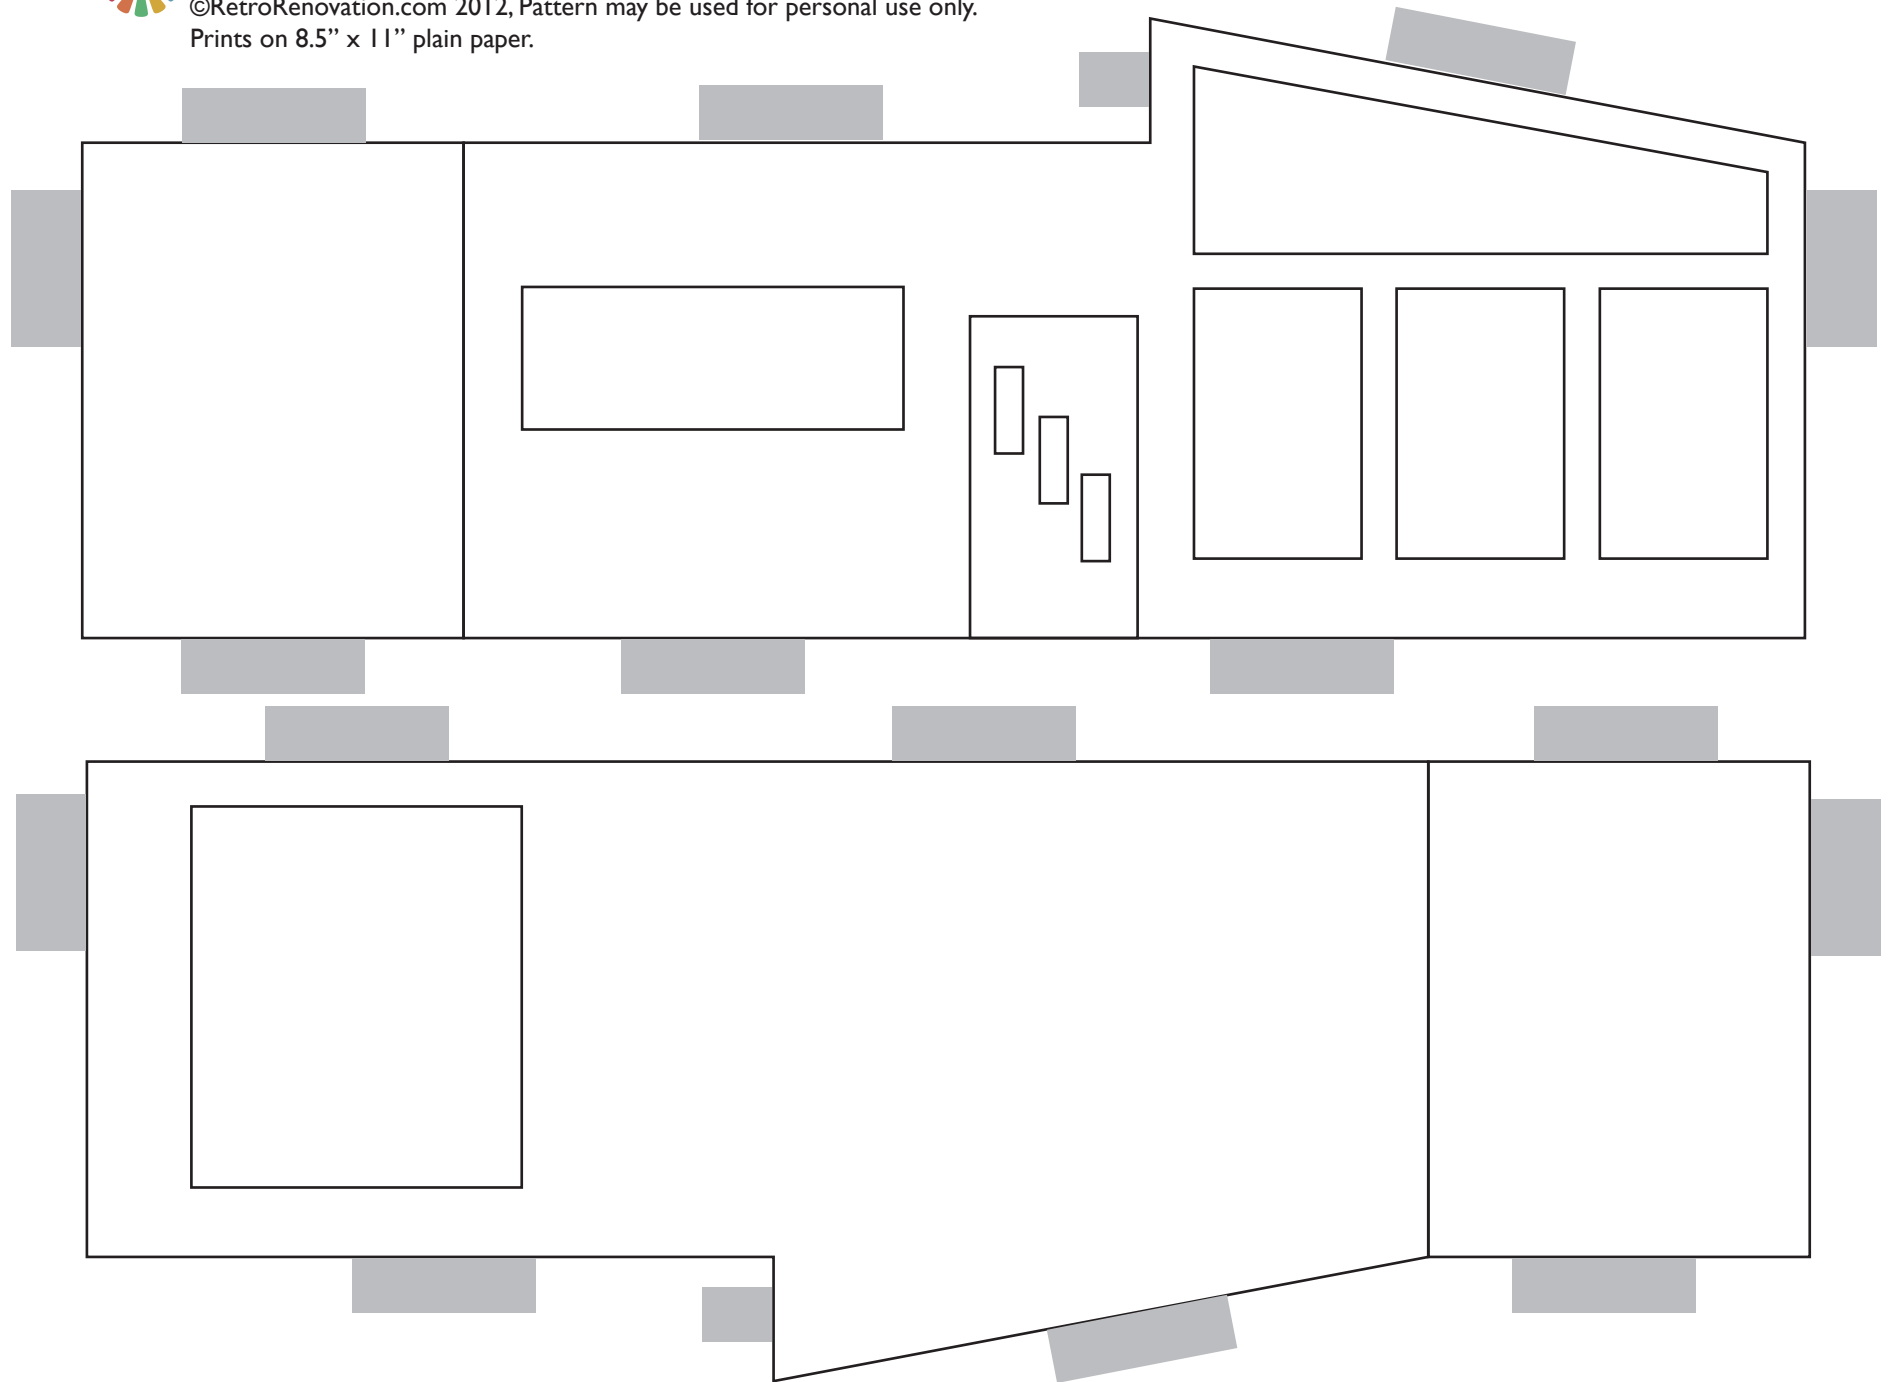 ©RetroRenovation.com 2012, Pattern may be used for personal use only.
Prints on 8.5” x 11” plain paper.